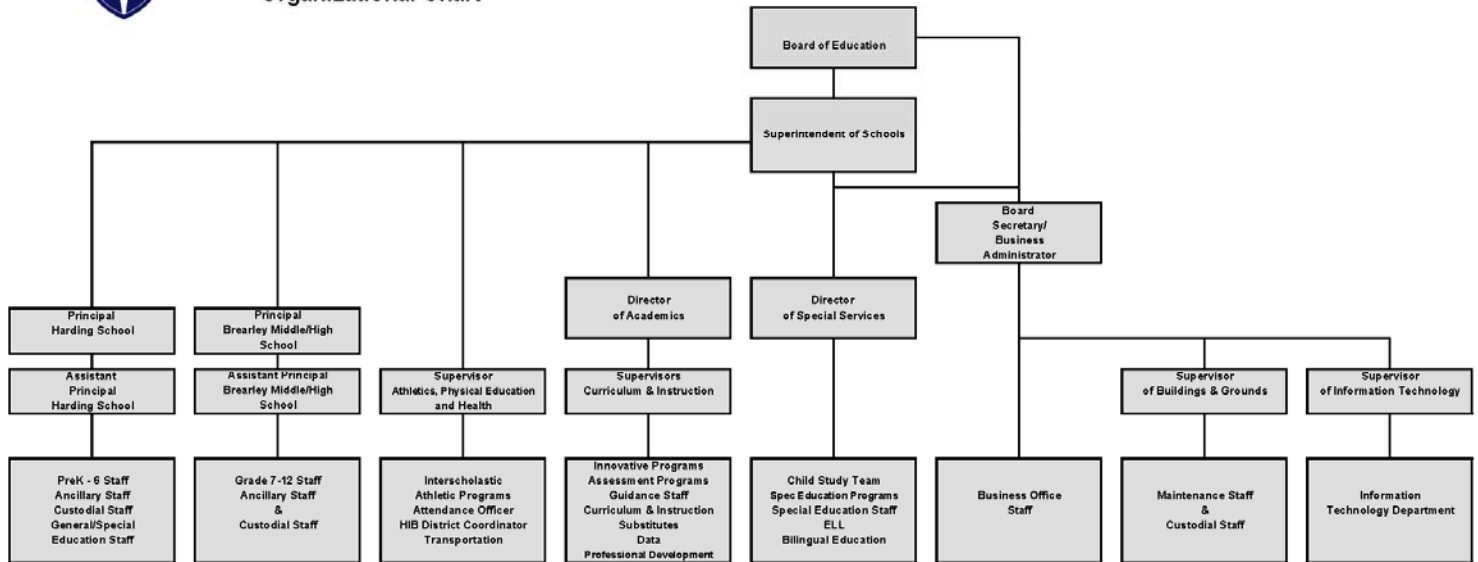 Organizational Chart
Board of Education
Superintendent of Schools
Board
Secretary/
Business
Administrator
Director
of Academics
Director
of Special Services
Principal
Harding School
Principal
Brearley Middle/High
School
Assistant
Principal
Harding School
Assistant Principal
Brearley Middle/High
School
Supervisor
Athletics, Physical Education
and Health
Supervisors
Curriculum & Instruction
Supervisor
of Buildings & Grounds
Supervisor
of Information Technology
PreK - 6 Staff
Ancillary Staff
Custodial Staff
General/Special
Education Staff
Grade 7-12 Staff
Ancillary Staff
&
Custodial Staff
Interscholastic
Athletic Programs
Attendance Officer
HIB District Coordinator
Transportation
Innovative Programs
Assessment Programs
Guidance Staff
Curriculum & Instruction
Substitutes
Data
Professional Development
Child Study Team
Spec Education Programs
Special Education Staff
ELL
Bilingual Education
Business Office
Staff
Maintenance Staff
&
Custodial Staff
Information
Technology Department